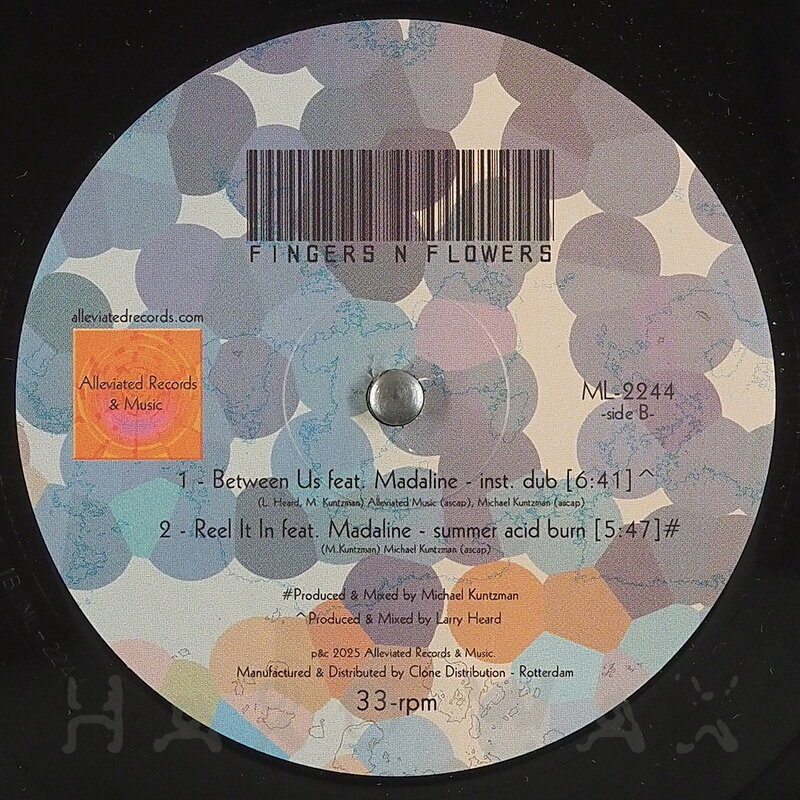 FINGERS N FLOWERS
alleviatedrecords.com
Alleviated Records
& Music
ML-2244
-side B-
1 - Between Us feat. Madaline - inst. dub [6:41] ^
(L. Heard, M. Kuntzman) Alleviated Music (ascap), Michael Kuntzman (ascap)
2 - Reel It In feat. Madaline - summer acid burn [5:47]#
(M.Kuntzman) Michael Kuntzman (ascap)
#Produced & Mixed by Michael Kuntzman
^Produced & Mixed by Larry Heard
p&c 2025 Alleviated Records & Music.
Manufactured & Distributed by Clone Distribution - Rotterdam
33-rpm